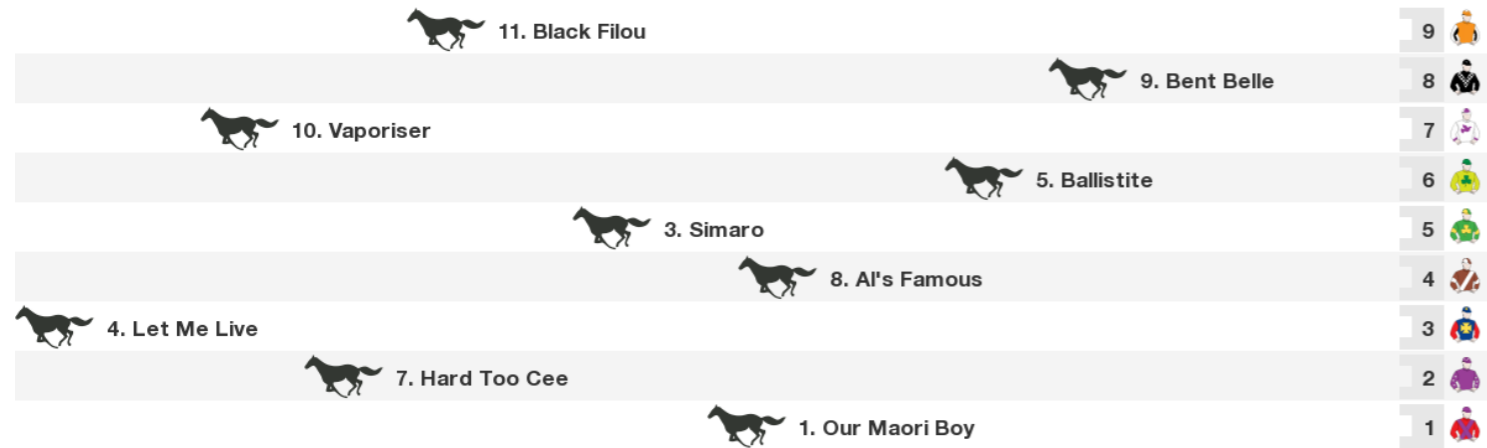 11. Black Filou 9
9. Bent Belle 8
10. Vaporiser 7
5. Ballistite 6
3. Simaro 5
8. Al's Famous 4
4. Let Me Live 3
7. Hard Too Cee 2
1. Our Maori Boy 1